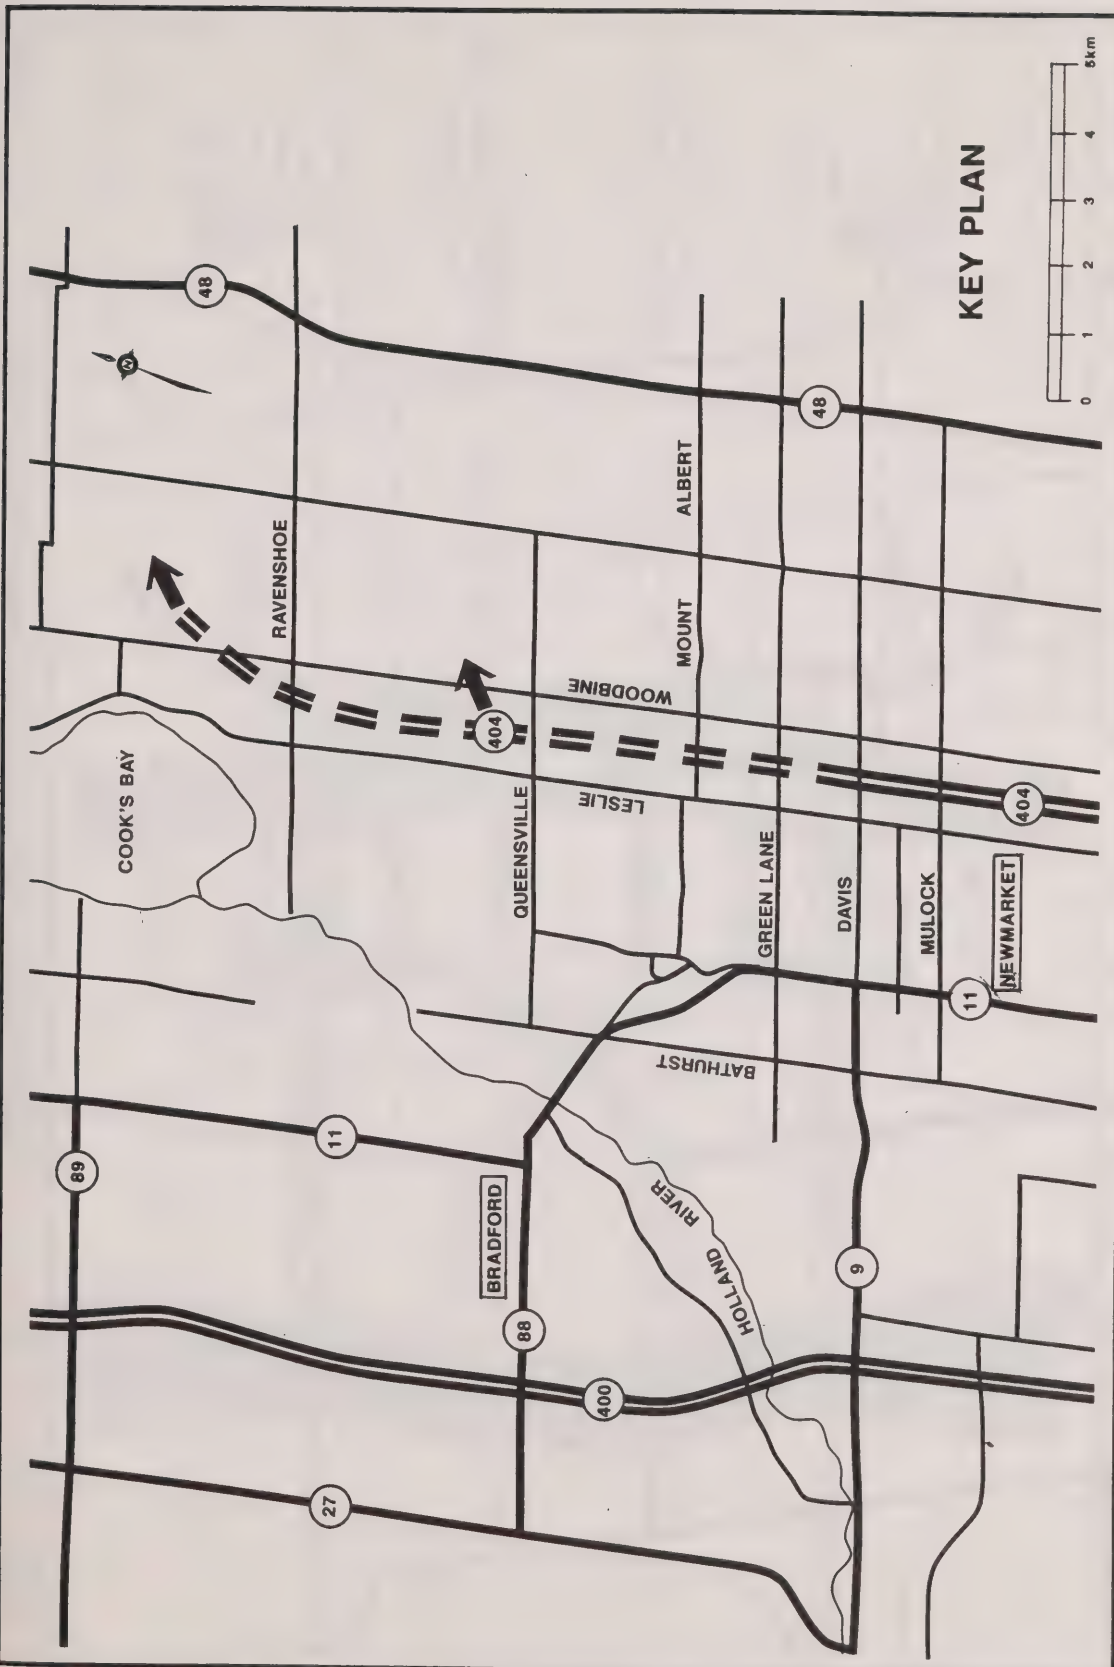 89
11
27
400
88
BRADFORD
COOK'S BAY
RAVENSHOE
48
404
QUEENSVILLE
LESLIE
WOODBINE
MOUNT ALBERT
GREEN LANE
BATHURST
HOLLAND RIVER
DAVIS
9
48
MULOCK
11
NEWMARKET
404
N
KEY PLAN
0 1 2 3 4 5km